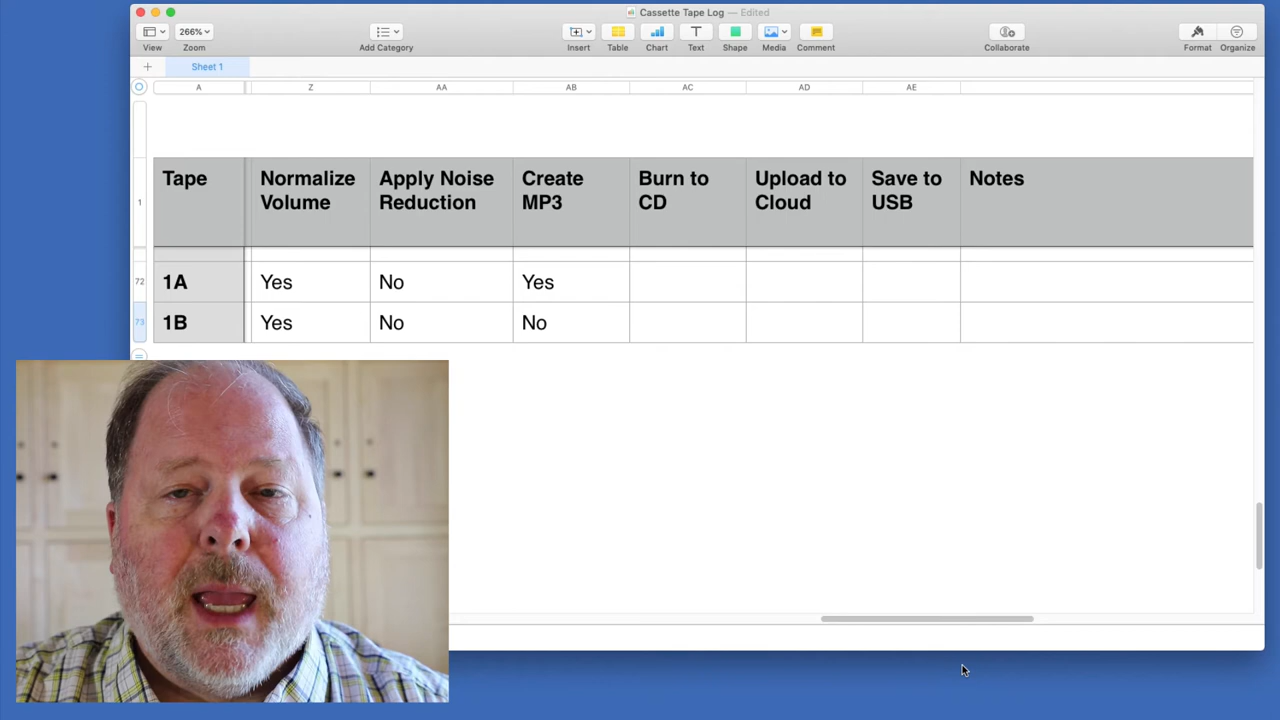 Cassette Tape Log — Edited
266%
View Zoom Add Category Insert Table Chart Text Shape Media Comment Collaborate Format Organize
Sheet 1
A Z AA AB AC AD AE
Tape Normalize Apply Noise Create Burn to Upload to Save to Notes
Volume Reduction MP3 CD Cloud USB
1
72 1A Yes No Yes
73 1B Yes No No